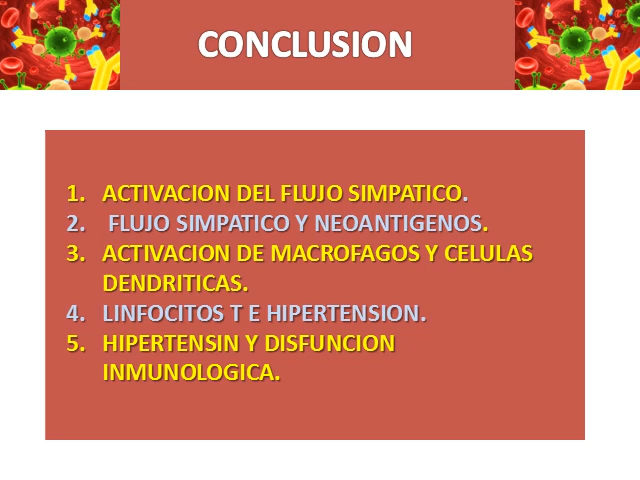 CONCLUSION
1. ACTIVACION DEL FLUJO SIMPATICO.
2. FLUJO SIMPATICO Y NEOANTIGENOS.
3. ACTIVACION DE MACROFAGOS Y CELULAS
DENDRITICAS.
4. LINFOCITOS T E HIPERTENSION.
5. HIPERTENSIN Y DISFUNCION
INMUNOLOGICA.